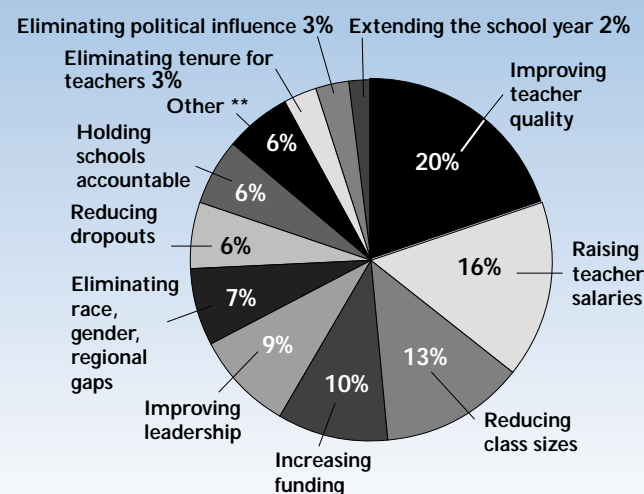 Eliminating political influence 3%
Extending the school year 2%
Eliminating tenure for
teachers 3%
Improving
teacher
quality
Other **
6%
20%
Holding
schools
accountable
6%
Reducing
dropouts
6%
Raising
teacher
salaries
16%
Eliminating
race,
gender,
regional
gaps
7%
9%
13%
10%
Improving
leadership
Reducing
class sizes
Increasing
funding